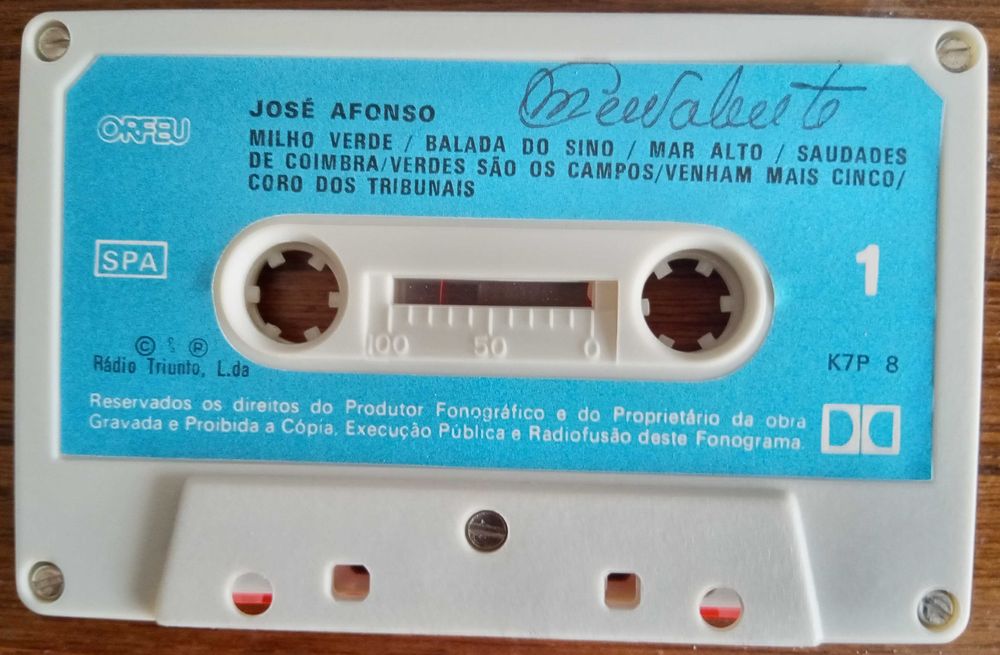 ORFEU
JOSÉ AFONSO
MILHO VERDE / BALADA DO SINO / MAR ALTO / SAUDADES
DE COIMBRA/VERDES SÃO OS CAMPOS/VENHAM MAIS CINCO/
CORO DOS TRIBUNAIS
SPA
1
100 50 0
© & ℗
Rádio Triunfo, L.da
K7P 8
Reservados os direitos do Produtor Fonográfico e do Proprietário da obra
Gravada e Proibida a Cópia, Execução Pública e Radiofusão deste Fonograma.